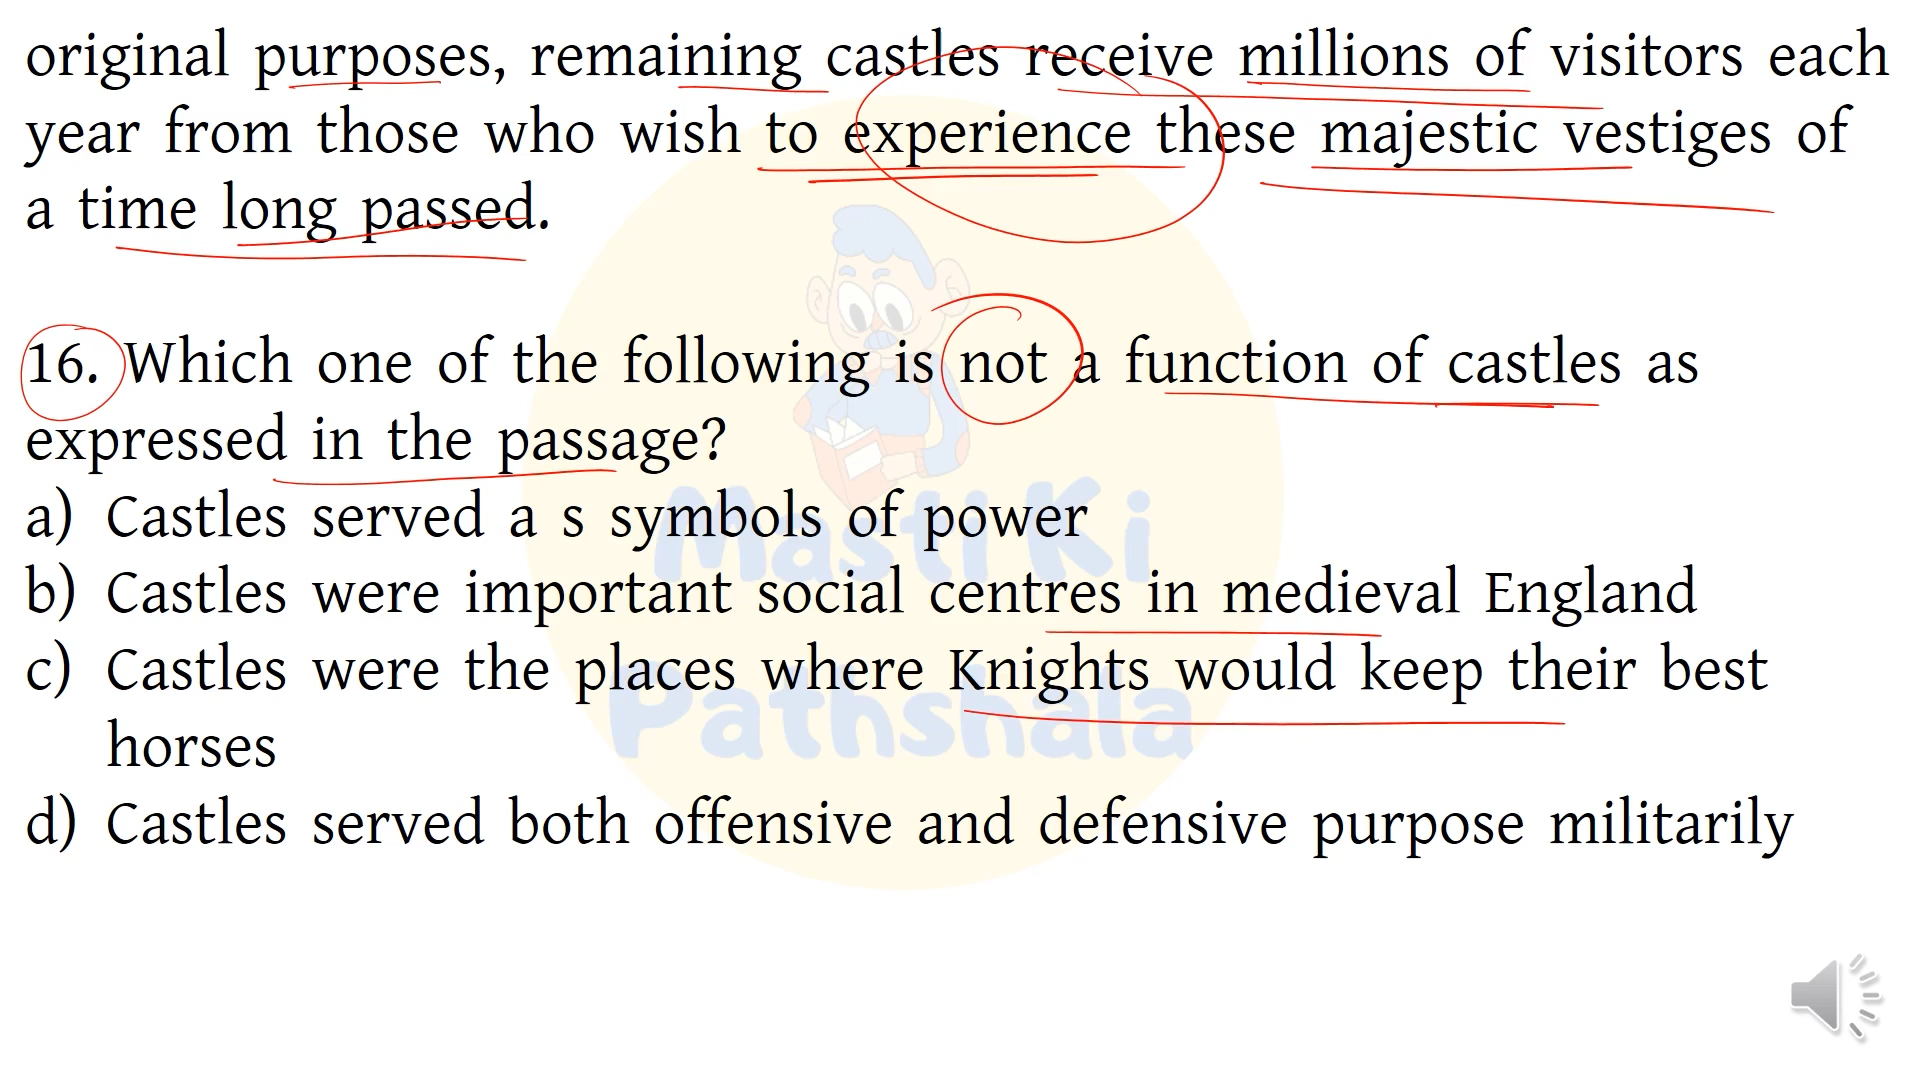 original purposes, remaining castles receive millions of visitors each
year from those who wish to experience these majestic vestiges of
a time long passed.
16. Which one of the following is not a function of castles as
expressed in the passage?
a) Castles served a s symbols of power
b) Castles were important social centres in medieval England
c) Castles were the places where Knights would keep their best
horses
d) Castles served both offensive and defensive purpose militarily
Masti Ki
Pathshala